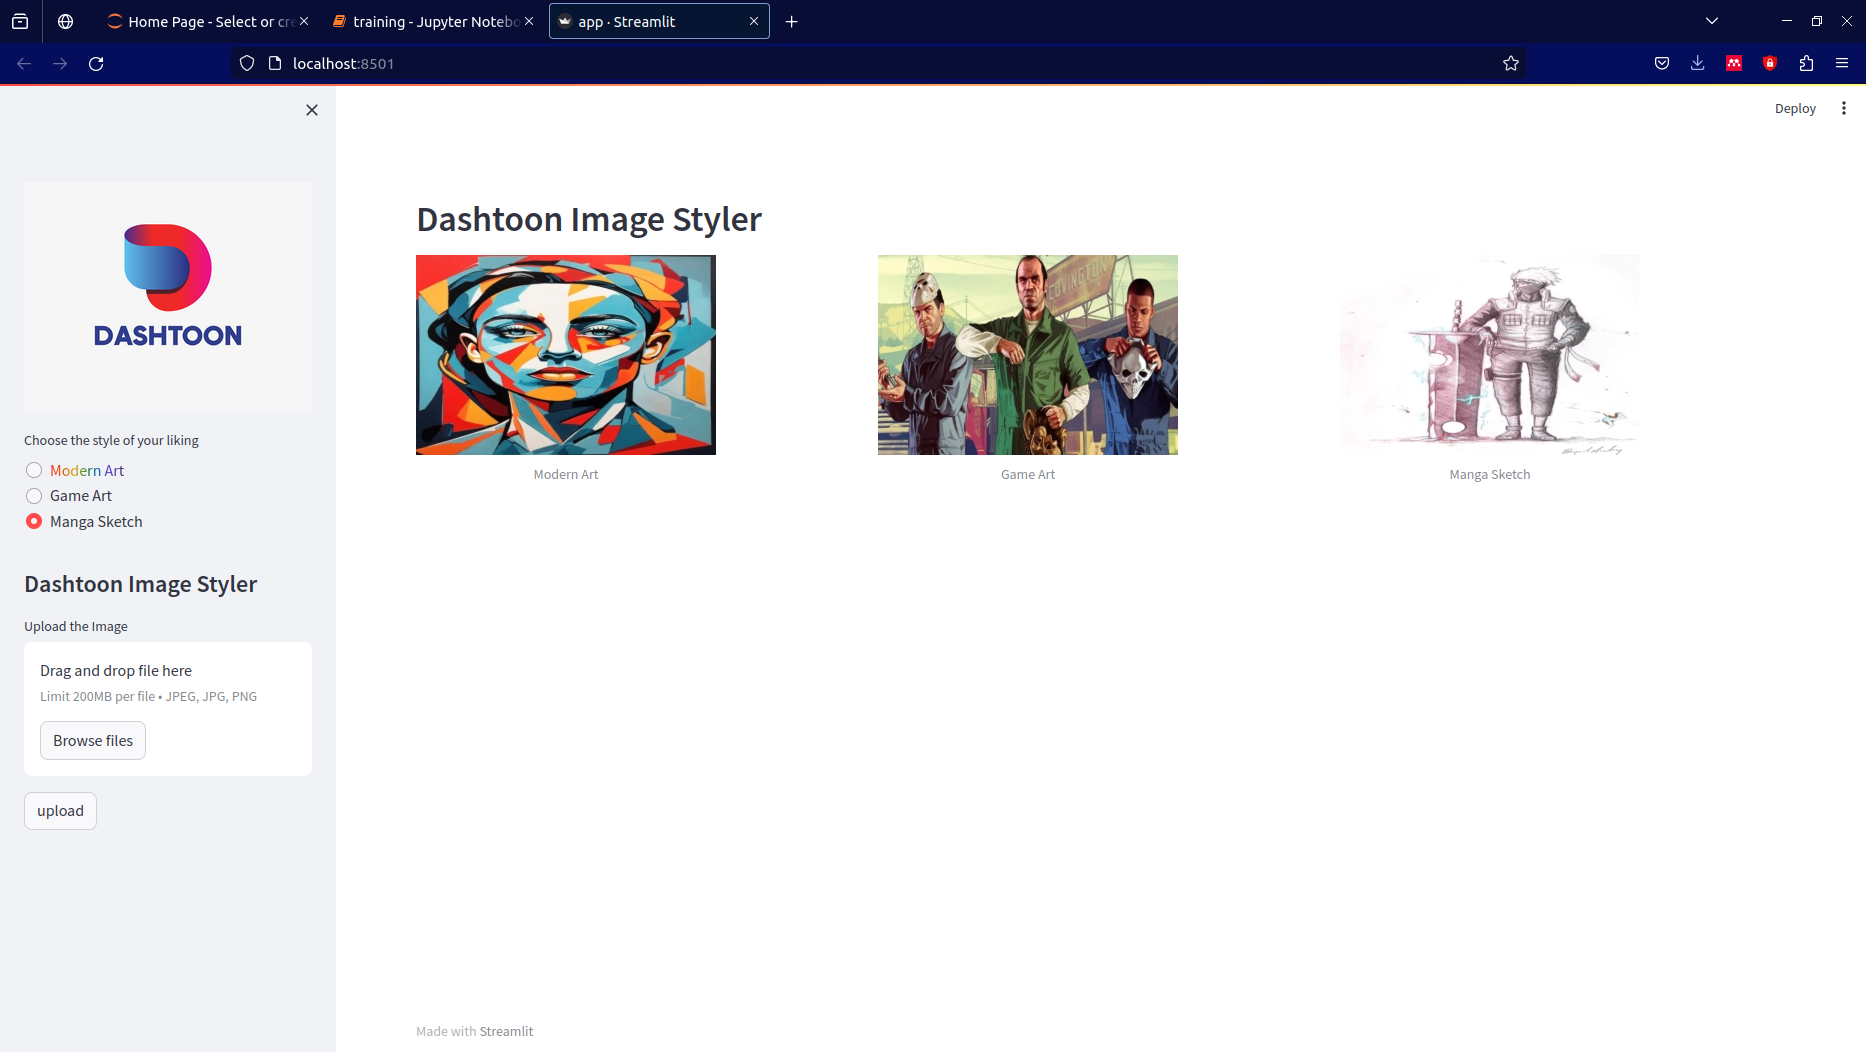 Home Page - Select or cre
training - Jupyter Notebo
app · Streamlit
localhost:8501
Deploy
DASHTOON
Choose the style of your liking
Modern Art
Game Art
Manga Sketch
Dashtoon Image Styler
Upload the Image
Drag and drop file here
Limit 200MB per file • JPEG, JPG, PNG
Browse files
upload
Dashtoon Image Styler
COVINGTON
Modern Art
Game Art
Manga Sketch
Made with Streamlit